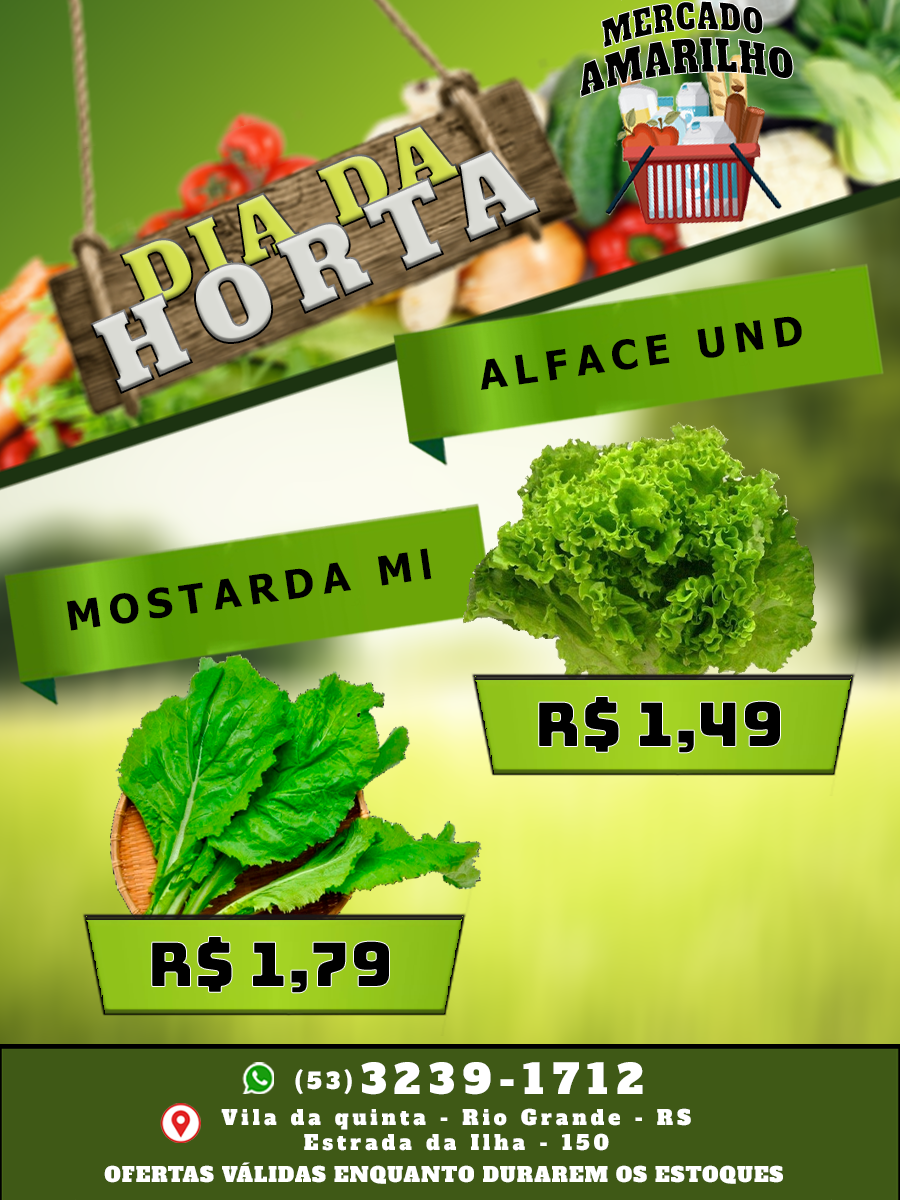 MERCADO
AMARILHO
DIA DA
HORTA
ALFACE UND
MOSTARDA MI
R$ 1,49
R$ 1,79
(53) 3239-1712
Vila da quinta - Rio Grande - RS
Estrada da Ilha - 150
OFERTAS VÁLIDAS ENQUANTO DURAREM OS ESTOQUES